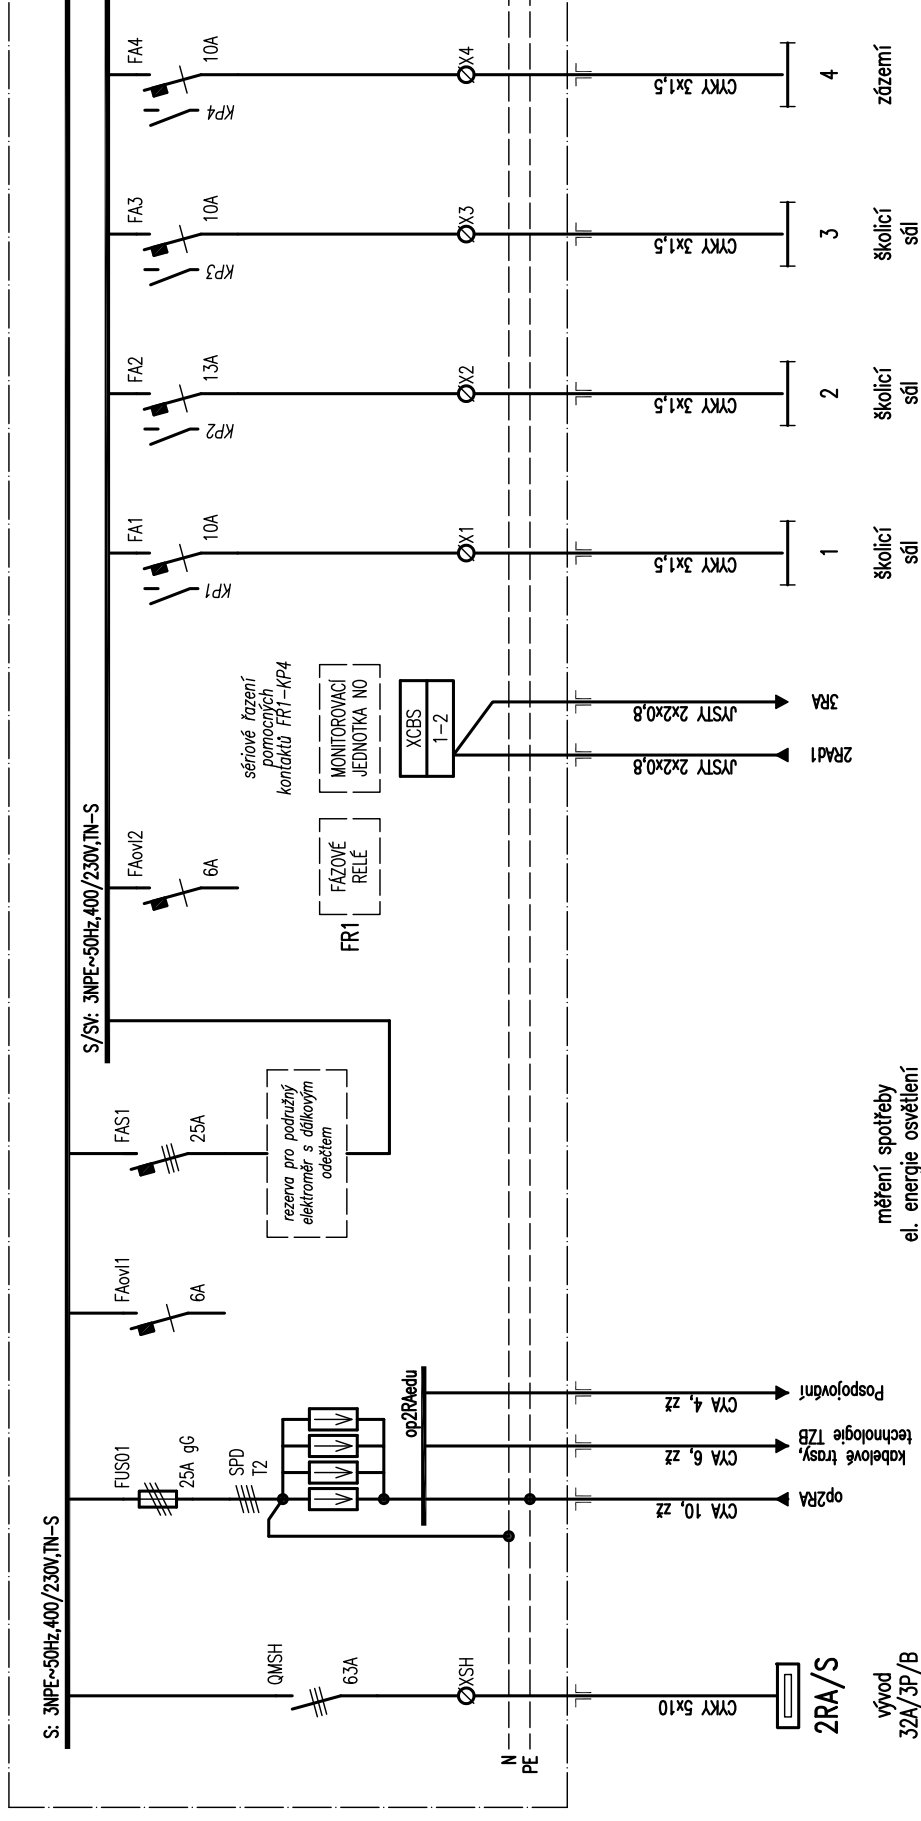 S: 3NPE~50Hz,400/230V,TN-S
S/SV: 3NPE~50Hz,400/230V,TN-S
QMSH
63A
XSH
CYKY 5x10
2RA/S
vývod
32A/3P/B
N
PE
FUS01
25A gG
SPD
T2
op2RAedu
CYA 10, zž
op2RA
CYA 6, zž
kabelové trasy,
technologie TZB
CYA 4, zž
Pospojování
FAovl1
6A
FAS1
25A
rezerva pro podružný
elektroměr s dálkovým
odečtem
měření spotřeby
el. energie osvětlení
FAovl2
6A
FR1
FÁZOVÉ
RELÉ
sériové řazení
pomocných
kontaktů FR1-KP4
MONITOROVACÍ
JEDNOTKA NO
XCBS
1-2
JYSTY 2x2x0,8
2RAd1
JYSTY 2x2x0,8
3RA
FA1
10A
KP1
X1
CYKY 3x1,5
1
školicí
sál
FA2
13A
KP2
X2
CYKY 3x1,5
2
školicí
sál
FA3
10A
KP3
X3
CYKY 3x1,5
3
školicí
sál
FA4
10A
KP4
X4
CYKY 3x1,5
4
zázemí